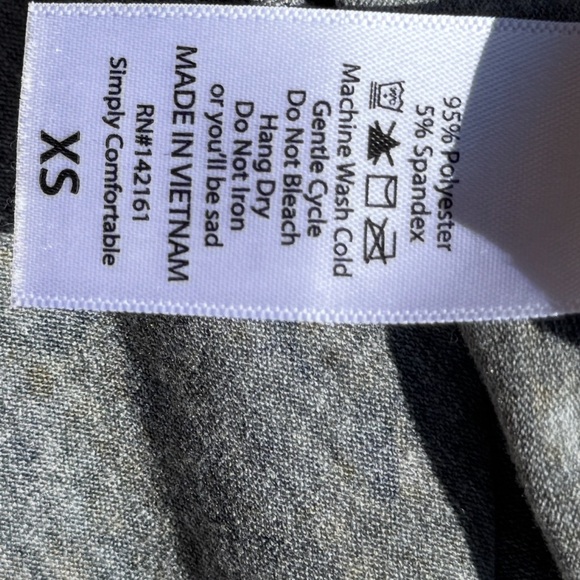 95% Polyester
5% Spandex
Machine Wash Cold
Gentle Cycle
Do Not Bleach
Hang Dry
Do Not Iron
or you'll be sad
MADE IN VIETNAM
RN#142161
Simply Comfortable
XS